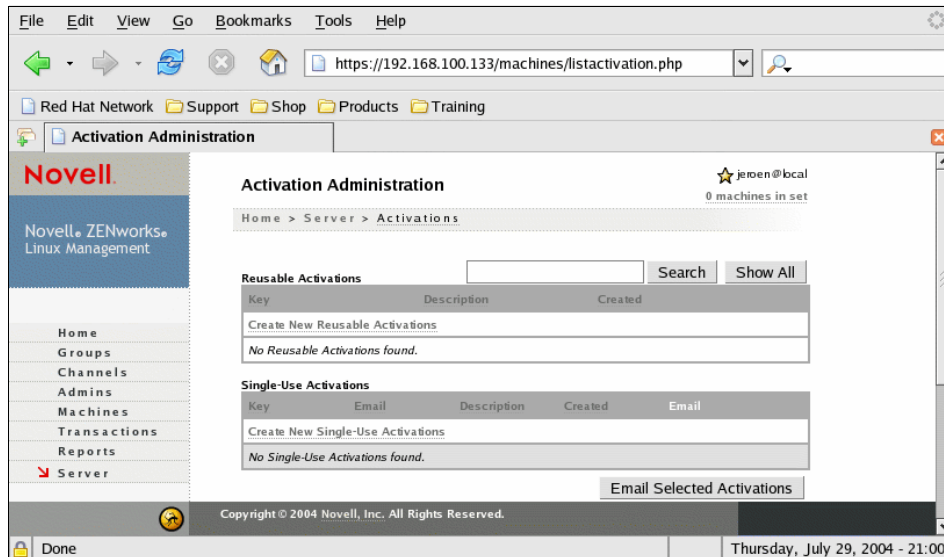 File Edit View Go Bookmarks Tools Help
https://192.168.100.133/machines/listactivation.php
Red Hat Network Support Shop Products Training
Activation Administration
Novell.
Novell® ZENworks®
Linux Management
Activation Administration
jeroen@local
0 machines in set
Home > Server > Activations
Reusable Activations Search Show All
Key Description Created
Create New Reusable Activations
No Reusable Activations found.
Single-Use Activations
Key Email Description Created Email
Create New Single-Use Activations
No Single-Use Activations found.
Email Selected Activations
Home
Groups
Channels
Admins
Machines
Transactions
Reports
Server
Copyright © 2004 Novell, Inc. All Rights Reserved.
Done Thursday, July 29, 2004 - 21:00